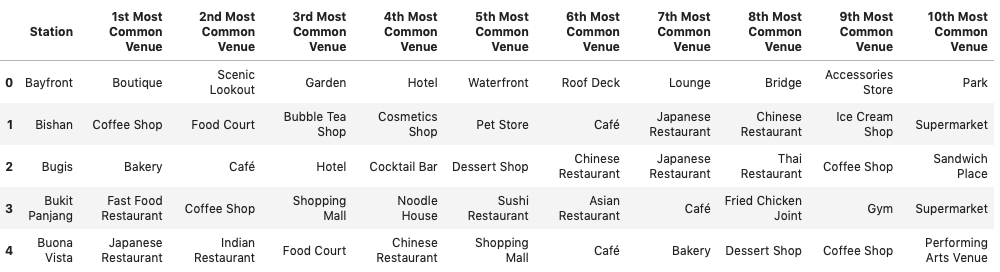 Station 1st Most Common Venue 2nd Most Common Venue 3rd Most Common Venue 4th Most Common Venue 5th Most Common Venue 6th Most Common Venue 7th Most Common Venue 8th Most Common Venue 9th Most Common Venue 10th Most Common Venue
0 Bayfront Boutique Scenic Lookout Garden Hotel Waterfront Roof Deck Lounge Bridge Accessories Store Park
1 Bishan Coffee Shop Food Court Bubble Tea Shop Cosmetics Shop Pet Store Café Japanese Restaurant Chinese Restaurant Ice Cream Shop Supermarket
2 Bugis Bakery Café Hotel Cocktail Bar Dessert Shop Chinese Restaurant Japanese Restaurant Thai Restaurant Coffee Shop Sandwich Place
3 Bukit Panjang Fast Food Restaurant Coffee Shop Shopping Mall Noodle House Sushi Restaurant Asian Restaurant Café Fried Chicken Joint Gym Supermarket
4 Buona Vista Japanese Restaurant Indian Restaurant Food Court Chinese Restaurant Shopping Mall Café Bakery Dessert Shop Coffee Shop Performing Arts Venue